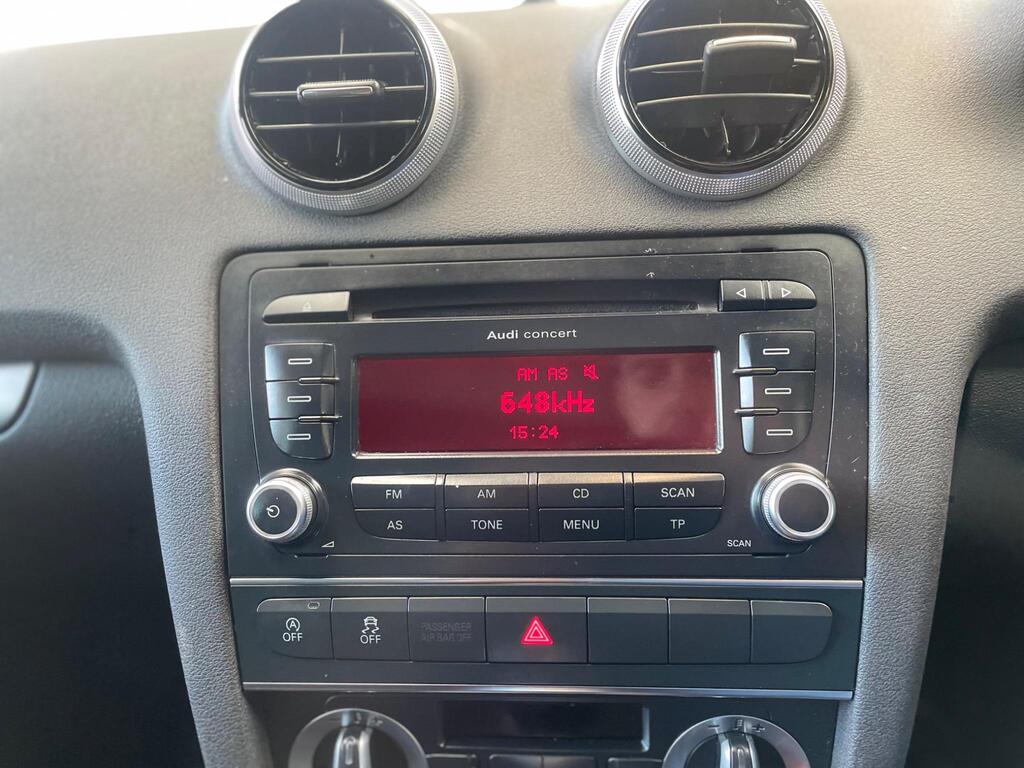 Audi concert
AM AS
648kHz
15:24
FM AM CD SCAN
AS TONE MENU TP
SCAN
OFF OFF PASSENGER
AIR BAG OFF